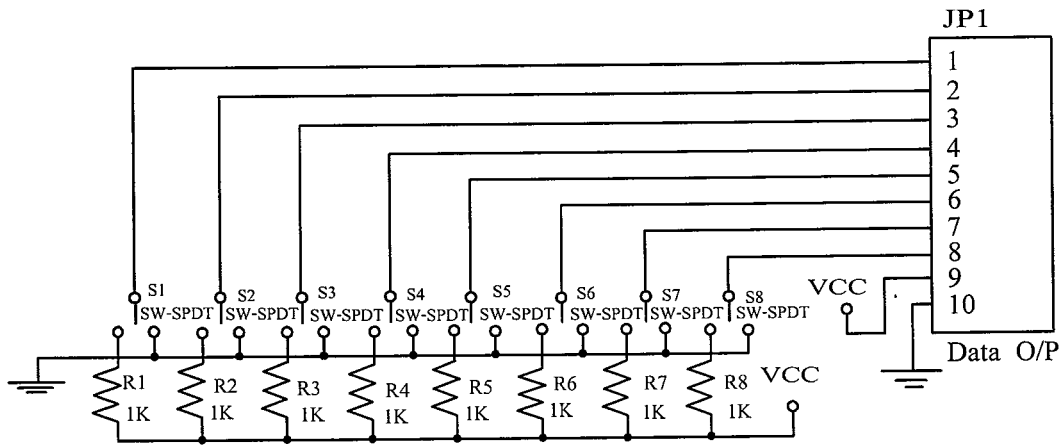 JP1
1
2
3
4
5
6
7
8
9
10
S1 S2 S3 S4 S5 S6 S7 S8
VCC
SW-SPDT SW-SPDT SW-SPDT SW-SPDT SW-SPDT SW-SPDT SW-SPDT SW-SPDT
Data O/P
R1 R2 R3 R4 R5 R6 R7 R8 VCC
1K 1K 1K 1K 1K 1K 1K 1K